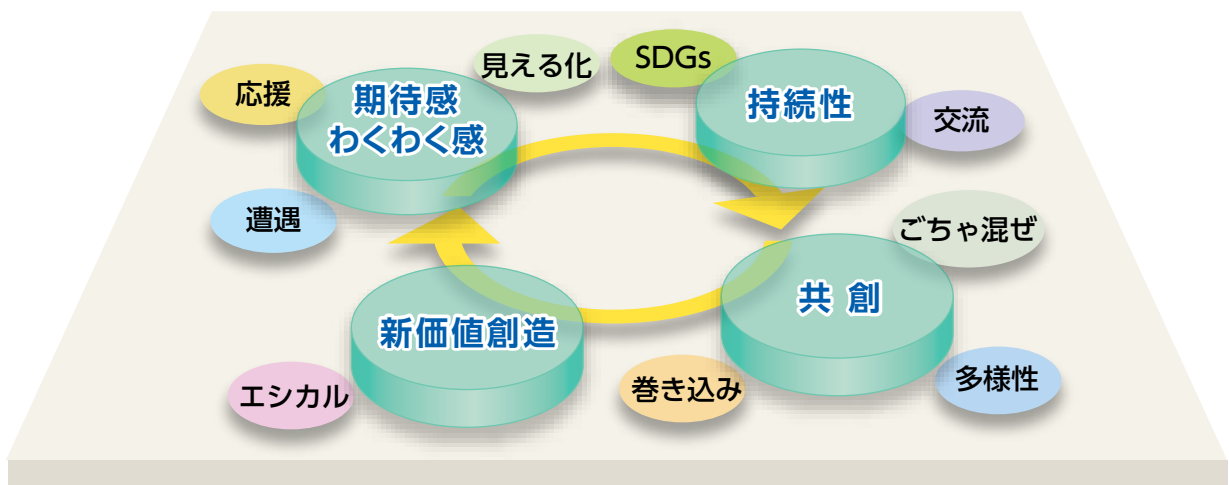 応援
期待感
わくわく感
見える化
SDGs
持続性
交流
遭遇
ごちゃ混ぜ
新価値創造
共創
エシカル
巻き込み
多様性